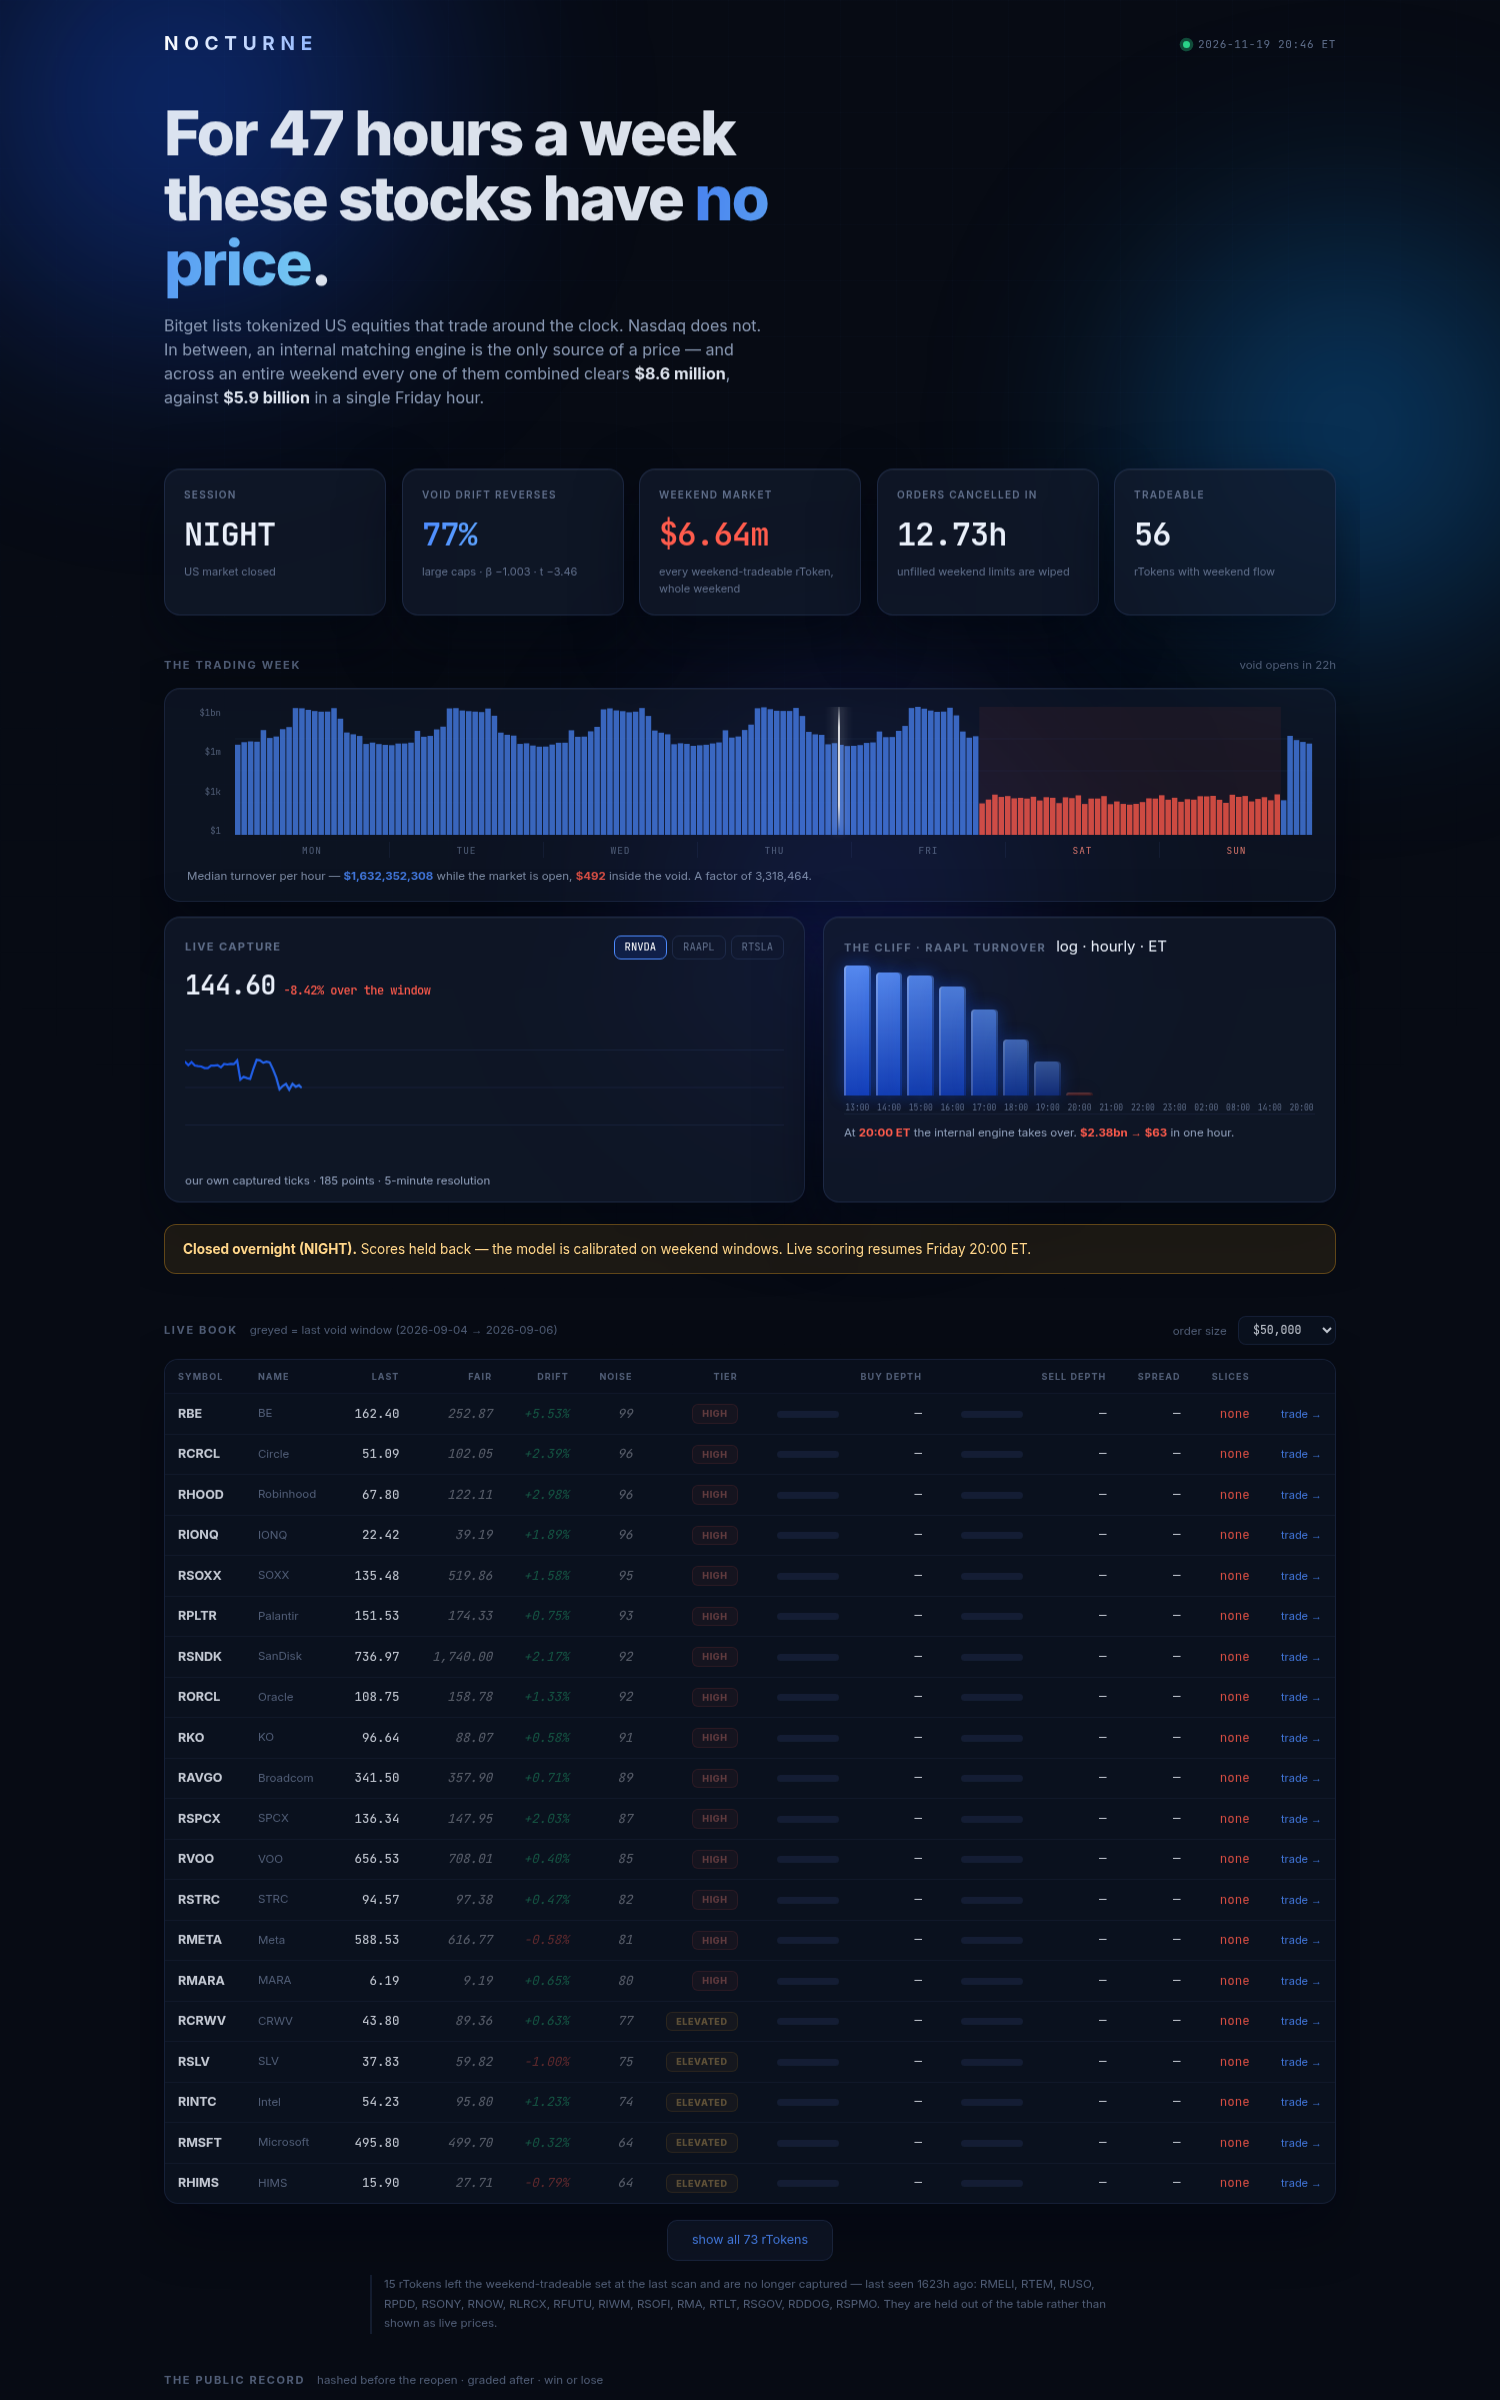 NOCTURNE
2026-11-19 20:46 ET
For 47 hours a week
these stocks have no
price.
Bitget lists tokenized US equities that trade around the clock. Nasdaq does not.
In between, an internal matching engine is the only source of a price — and
across an entire weekend every one of them combined clears $8.6 million,
against $5.9 billion in a single Friday hour.
SESSION
NIGHT
US market closed
VOID DRIFT REVERSES
77%
large caps · β −1.003 · t −3.46
WEEKEND MARKET
$6.64m
every weekend-tradeable rToken,
whole weekend
ORDERS CANCELLED IN
12.73h
unfilled weekend limits are wiped
TRADEABLE
56
rTokens with weekend flow
THE TRADING WEEK
void opens in 22h
$1bn
$1m
$1k
$1
MON TUE WED THU FRI SAT SUN
Median turnover per hour — $1,632,352,308 while the market is open, $492 inside the void. A factor of 3,318,464.
LIVE CAPTURE
RNVDA RAAPL RTSLA
144.60 -8.42% over the window
our own captured ticks · 185 points · 5-minute resolution
THE CLIFF · RAAPL TURNOVER log · hourly · ET
13:00 14:00 15:00 16:00 17:00 18:00 19:00 20:00 21:00 22:00 23:00 02:00 08:00 14:00 20:00
At 20:00 ET the internal engine takes over. $2.38bn → $63 in one hour.
Closed overnight (NIGHT). Scores held back — the model is calibrated on weekend windows. Live scoring resumes Friday 20:00 ET.
LIVE BOOK greyed = last void window (2026-09-04 → 2026-09-06)
order size $50,000
SYMBOL NAME LAST FAIR DRIFT NOISE TIER BUY DEPTH SELL DEPTH SPREAD SLICES
RBE BE 162.40 252.87 +5.53% 99 HIGH — — — none trade →
RCRCL Circle 51.09 102.05 +2.39% 96 HIGH — — — none trade →
RHOOD Robinhood 67.80 122.11 +2.98% 96 HIGH — — — none trade →
RIONQ IONQ 22.42 39.19 +1.89% 96 HIGH — — — none trade →
RSOXX SOXX 135.48 519.86 +1.58% 95 HIGH — — — none trade →
RPLTR Palantir 151.53 174.33 +0.75% 93 HIGH — — — none trade →
RSNDK SanDisk 736.97 1,740.00 +2.17% 92 HIGH — — — none trade →
RORCL Oracle 108.75 158.78 +1.33% 92 HIGH — — — none trade →
RKO KO 96.64 88.07 +0.58% 91 HIGH — — — none trade →
RAVGO Broadcom 341.50 357.90 +0.71% 89 HIGH — — — none trade →
RSPCX SPCX 136.34 147.95 +2.03% 87 HIGH — — — none trade →
RVOO VOO 656.53 708.01 +0.40% 85 HIGH — — — none trade →
RSTRC STRC 94.57 97.38 +0.47% 82 HIGH — — — none trade →
RMETA Meta 588.53 616.77 -0.58% 81 HIGH — — — none trade →
RMARA MARA 6.19 9.19 +0.65% 80 HIGH — — — none trade →
RCRWV CRWV 43.80 89.36 +0.63% 77 ELEVATED — — — none trade →
RSLV SLV 37.83 59.82 -1.00% 75 ELEVATED — — — none trade →
RINTC Intel 54.23 95.80 +1.23% 74 ELEVATED — — — none trade →
RMSFT Microsoft 495.80 499.70 +0.32% 64 ELEVATED — — — none trade →
RHIMS HIMS 15.90 27.71 -0.79% 64 ELEVATED — — — none trade →
show all 73 rTokens
15 rTokens left the weekend-tradeable set at the last scan and are no longer captured — last seen 1623h ago: RMELI, RTEM, RUSO,
RPDD, RSONY, RNOW, RLRCX, RFUTU, RIWM, RSOFI, RMA, RTLT, RSGOV, RDDOG, RSPMO. They are held out of the table rather than
shown as live prices.
THE PUBLIC RECORD hashed before the reopen · graded after · win or lose